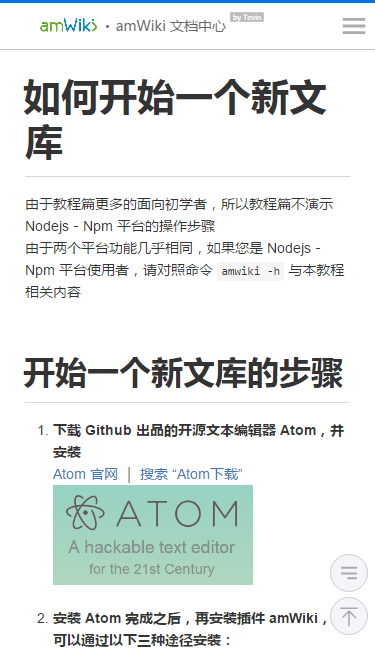 amWiki · amWiki 文档中心 by Tevin
如何开始一个新文
库
由于教程篇更多的面向初学者，所以教程篇不演示
Nodejs - Npm 平台的操作步骤
由于两个平台功能几乎相同，如果您是 Nodejs -
Npm 平台使用者，请对照命令 amwiki -h 与本教程
相关内容
开始一个新文库的步骤
1. 下载 Github 出品的开源文本编辑器 Atom，并
安装
Atom 官网 | 搜索 “Atom下载”
ATOM
A hackable text editor
for the 21st Century
2. 安装 Atom 完成之后，再安装插件 amWiki，
可以通过以下三种途径安装：